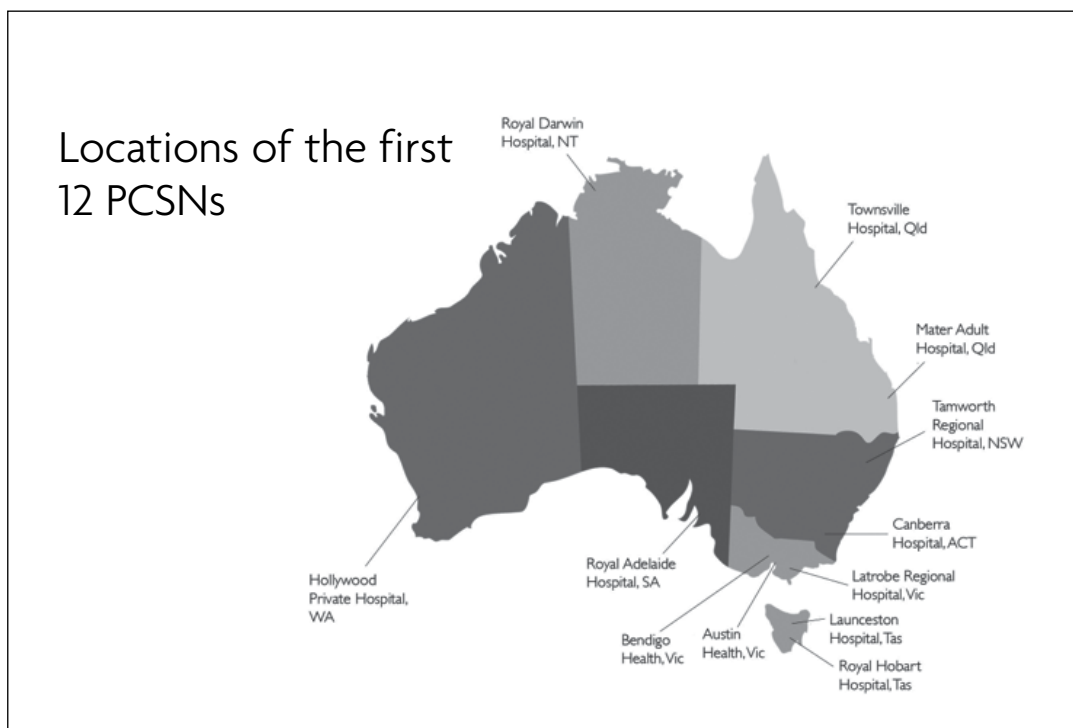 Locations of the first
12 PCSNs
Royal Darwin
Hospital, NT
Townsville
Hospital, Qld
Mater Adult
Hospital, Qld
Tamworth
Regional
Hospital, NSW
Canberra
Hospital, ACT
Royal Adelaide
Hospital, SA
Latrobe Regional
Hospital, Vic
Hollywood
Private Hospital,
WA
Bendigo
Health, Vic
Austin
Health, Vic
Launceston
Hospital, Tas
Royal Hobart
Hospital, Tas